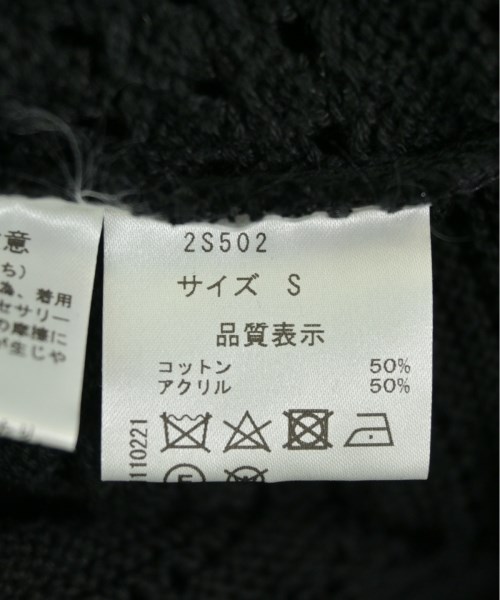 意
ち）
為、着用
セサリー
の摩擦に
が生じや
2S502
サイズ S
品質表示
コットン 50%
アクリル 50%
110221